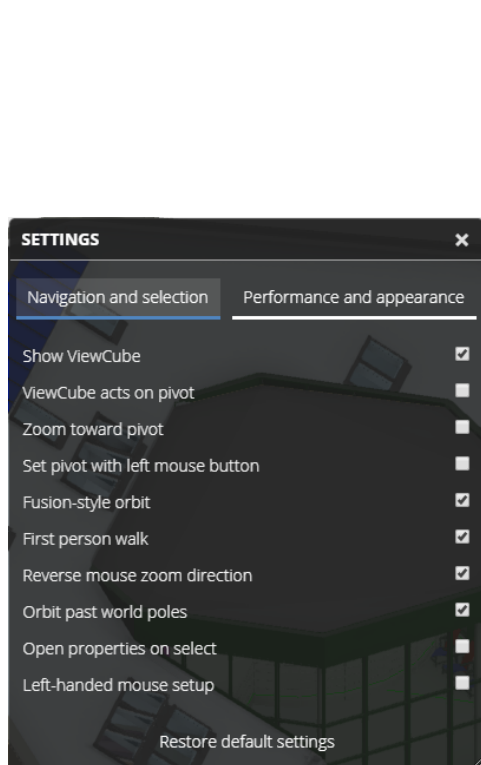 SETTINGS
Navigation and selection Performance and appearance
Show ViewCube
ViewCube acts on pivot
Zoom toward pivot
Set pivot with left mouse button
Fusion-style orbit
First person walk
Reverse mouse zoom direction
Orbit past world poles
Open properties on select
Left-handed mouse setup
Restore default settings